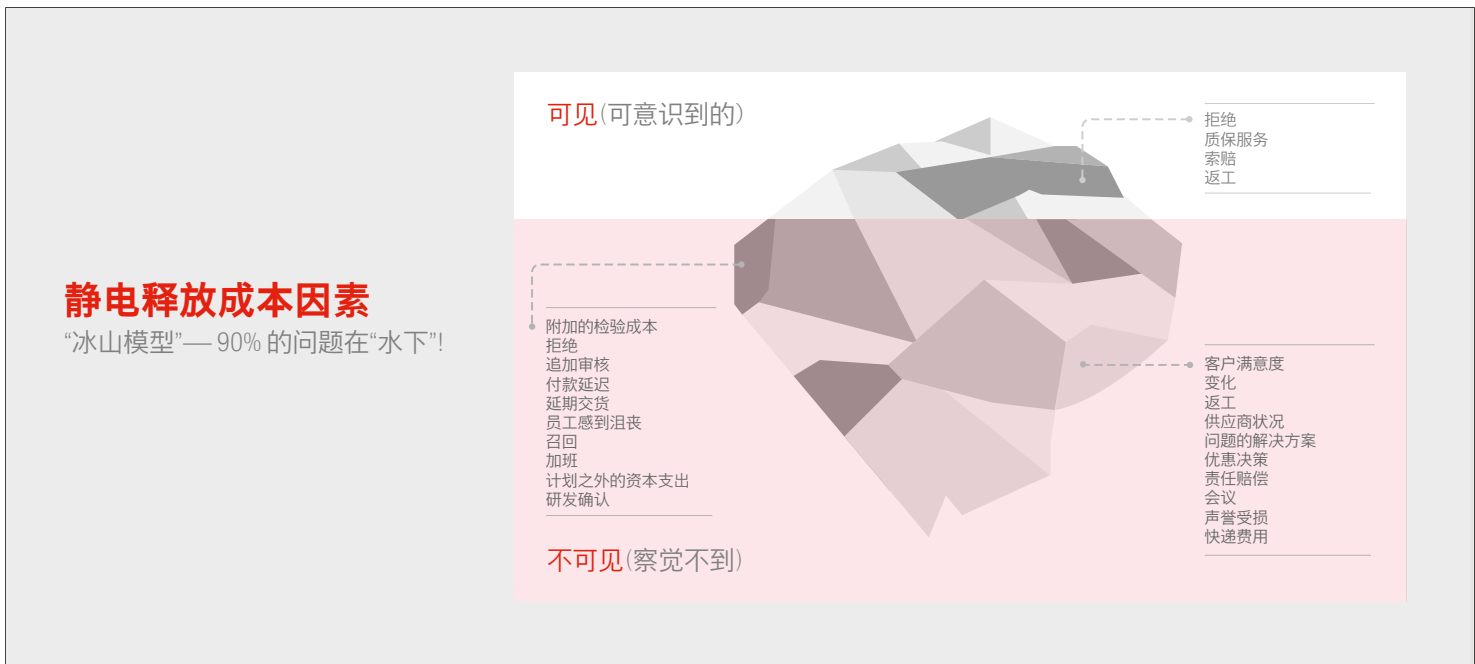 静电释放成本因素
“冰山模型”— 90% 的问题在“水下”!
可见(可意识到的)
拒绝
质保服务
索赔
返工
附加的检验成本
拒绝
追加审核
付款延迟
延期交货
员工感到沮丧
召回
加班
计划之外的资本支出
研发确认
客户满意度
变化
返工
供应商状况
问题的解决方案
优惠决策
责任赔偿
会议
声誉受损
快递费用
不可见(察觉不到)